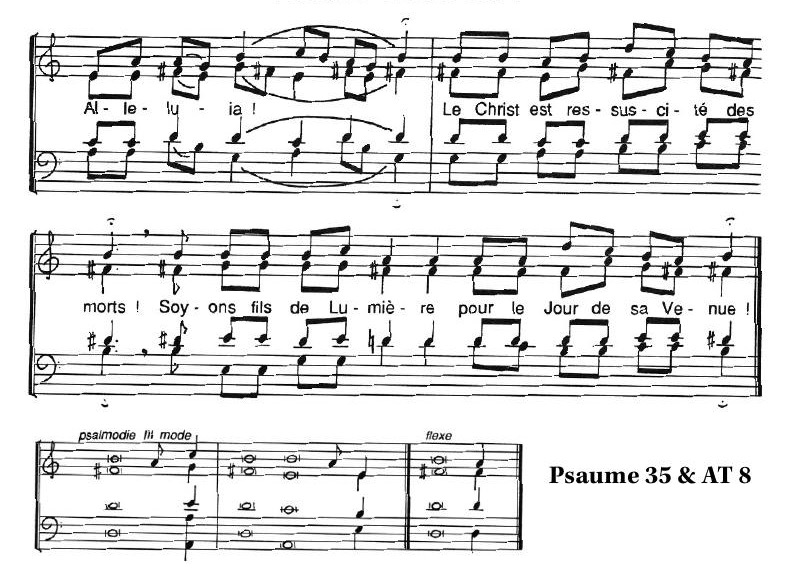 Al - le - lu - ia ! Le Christ est res - sus - ci - té des
morts ! Soy - ons fils de Lu - miè - re pour le Jour de sa Ve - nue !
psalmodie III mode flexe
Psaume 35 & AT 8